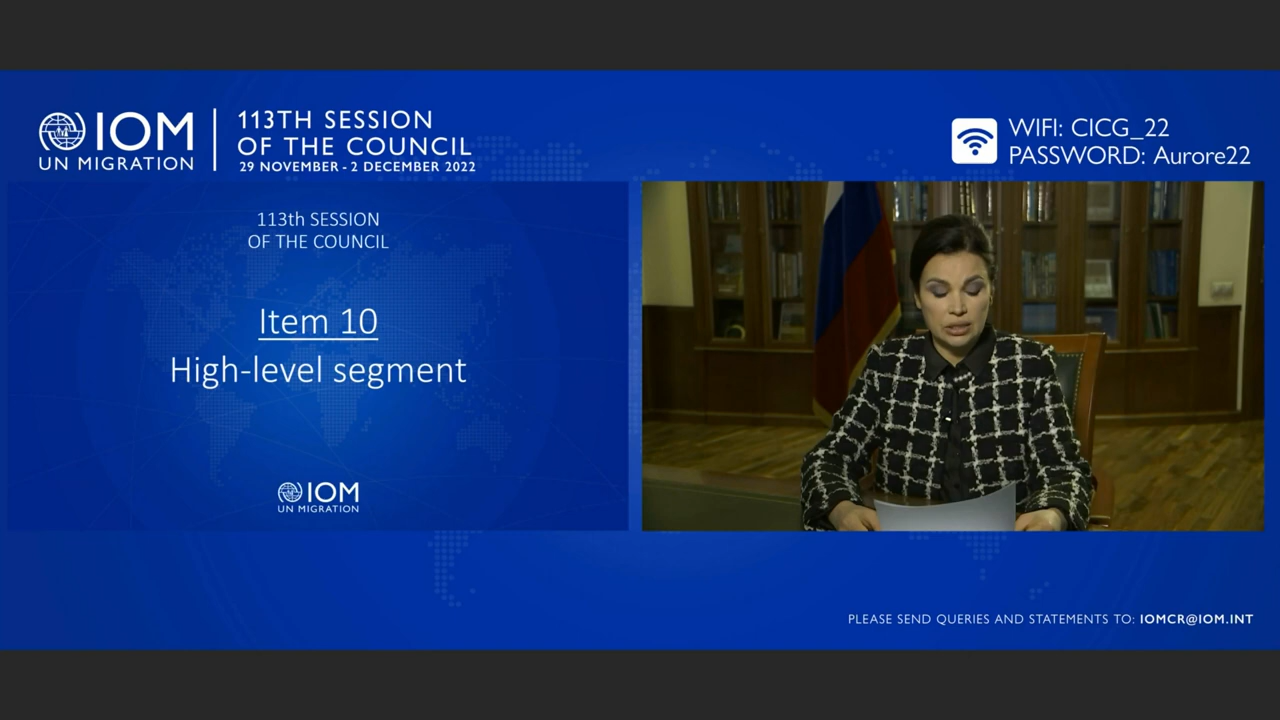 IOM
UN MIGRATION
113TH SESSION
OF THE COUNCIL
29 NOVEMBER - 2 DECEMBER 2022
WIFI: CICG_22
PASSWORD: Aurore22
113th SESSION
OF THE COUNCIL
Item 10
High-level segment
IOM
UN MIGRATION
PLEASE SEND QUERIES AND STATEMENTS TO: IOMCR@IOM.INT